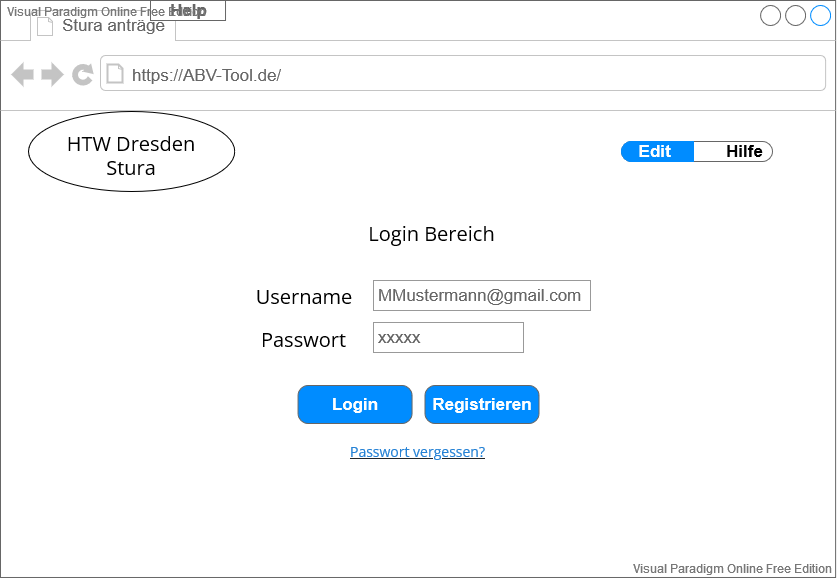 Visual Paradigm Online Free Edition
Help
Stura anträge
https://ABV-Tool.de/
HTW Dresden
Stura
Edit
Hilfe
Login Bereich
Username
MMustermann@gmail.com
Passwort
xxxxx
Login
Registrieren
Passwort vergessen?
Visual Paradigm Online Free Edition